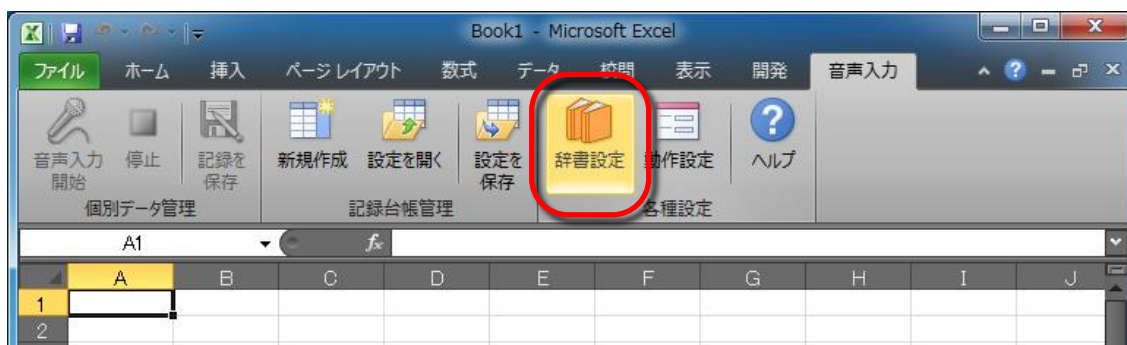 Book1 - Microsoft Excel
ファイル ホーム 挿入 ページ レイアウト 数式 データ 校閲 表示 開発 音声入力
音声入力開始 停止 記録を保存 新規作成 設定を開く 設定を保存 辞書設定 動作設定 ヘルプ
個別データ管理 記録台帳管理 各種設定
A1 fx
A B C D E F G H I J
1
2